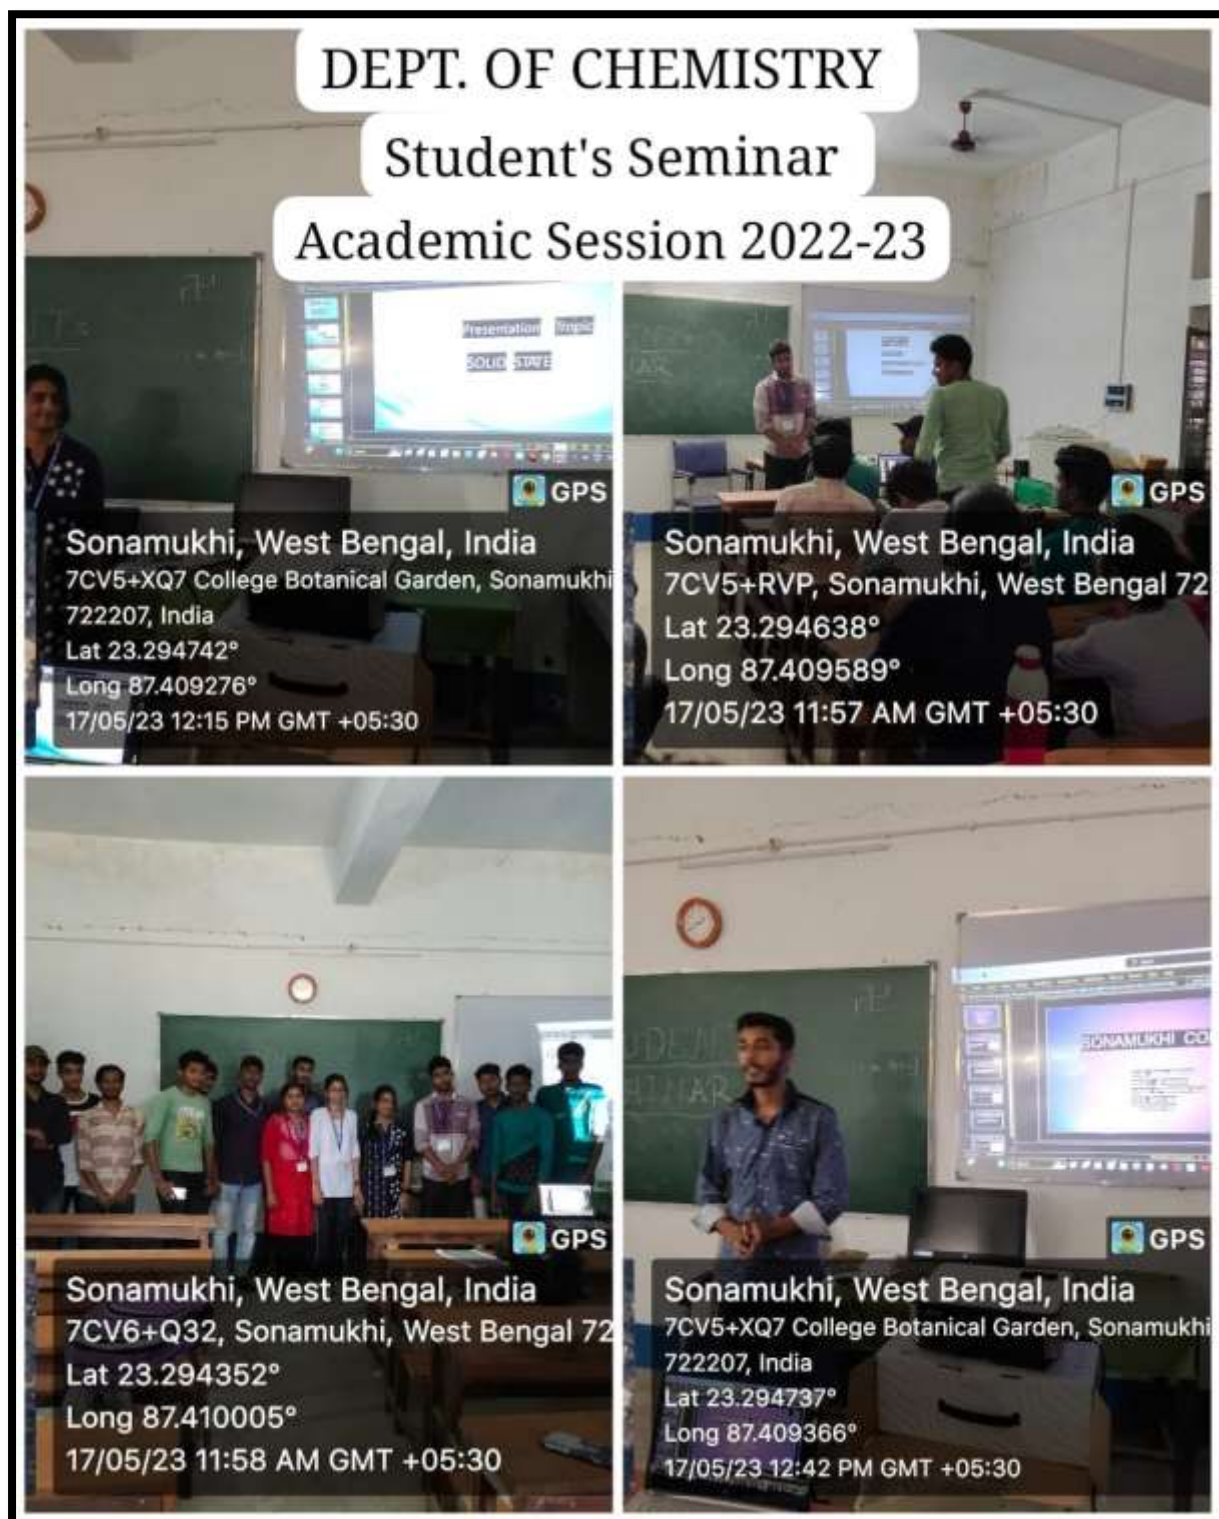 DEPT. OF CHEMISTRY
Student's Seminar
Academic Session 2022-23
Presentation Tropic
SOLID STATE
GPS
Sonamukhi, West Bengal, India
7CV5+XQ7 College Botanical Garden, Sonamukhi
722207, India
Lat 23.294742°
Long 87.409276°
17/05/23 12:15 PM GMT +05:30
GPS
Sonamukhi, West Bengal, India
7CV5+RVP, Sonamukhi, West Bengal 72
Lat 23.294638°
Long 87.409589°
17/05/23 11:57 AM GMT +05:30
GPS
Sonamukhi, West Bengal, India
7CV6+Q32, Sonamukhi, West Bengal 72
Lat 23.294352°
Long 87.410005°
17/05/23 11:58 AM GMT +05:30
UDEN
MINAR
SONAMUKHI CO
GPS
Sonamukhi, West Bengal, India
7CV5+XQ7 College Botanical Garden, Sonamukhi
722207, India
Lat 23.294737°
Long 87.409366°
17/05/23 12:42 PM GMT +05:30